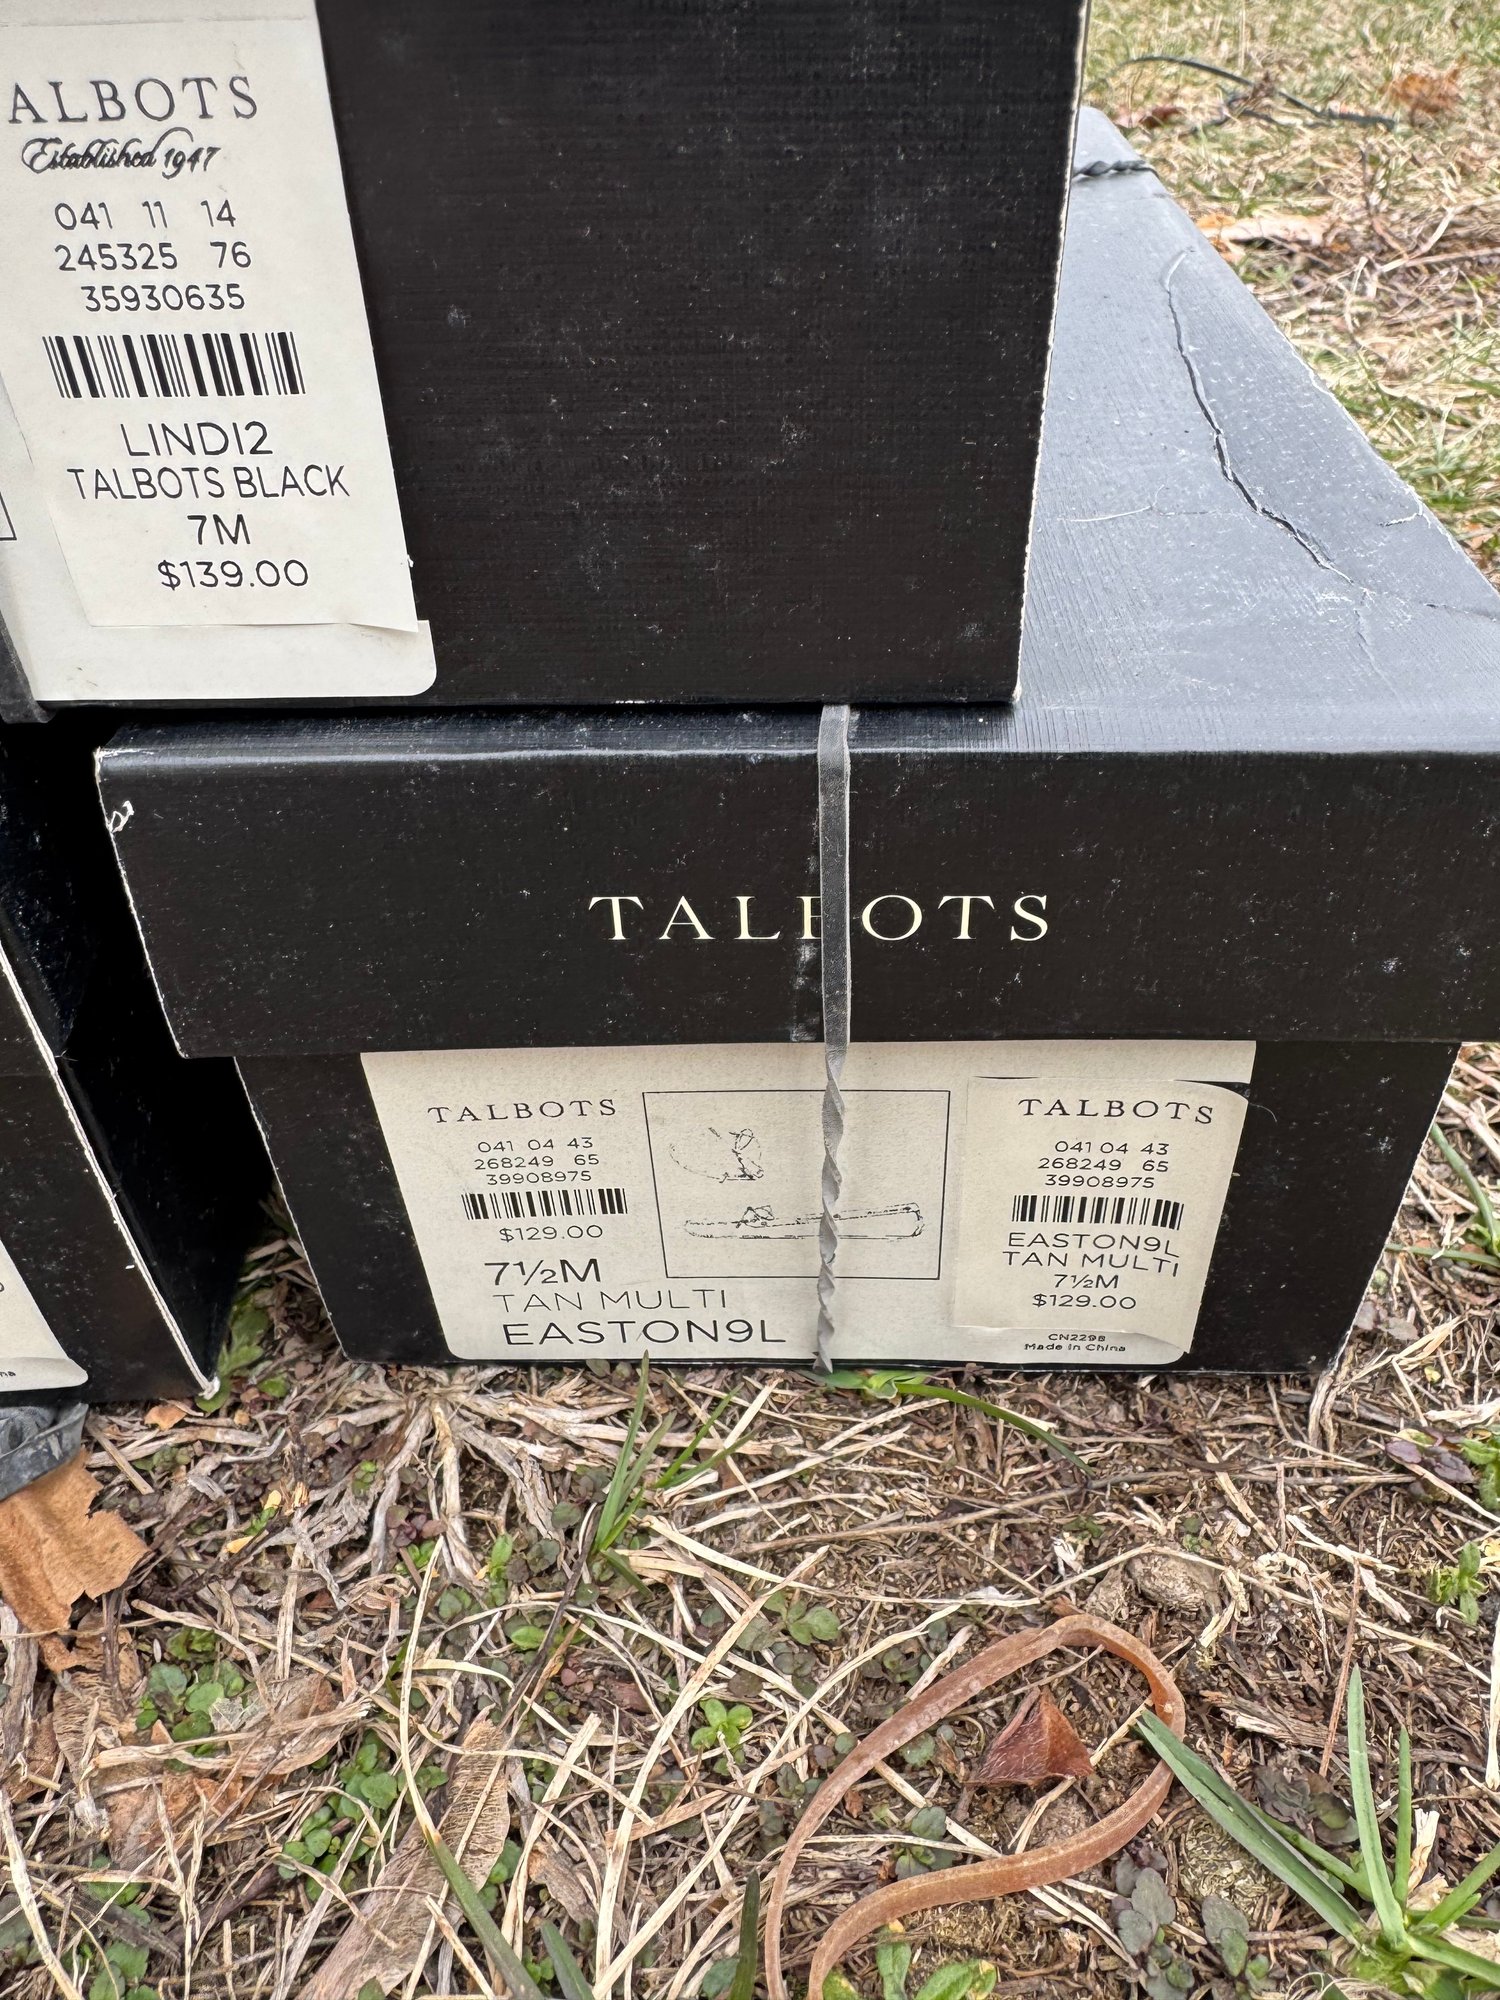 ALBOTS
Established 1947
041 11 14
245325 76
35930635
LINDI2
TALBOTS BLACK
7M
$139.00
TALBOTS
TALBOTS
041 04 43
268249 65
39908975
$129.00
7½M
TAN MULTI
EASTON9L
TALBOTS
041 04 43
268249 65
39908975
EASTON9L
TAN MULTI
7½M
$129.00
CN229B
Made in China